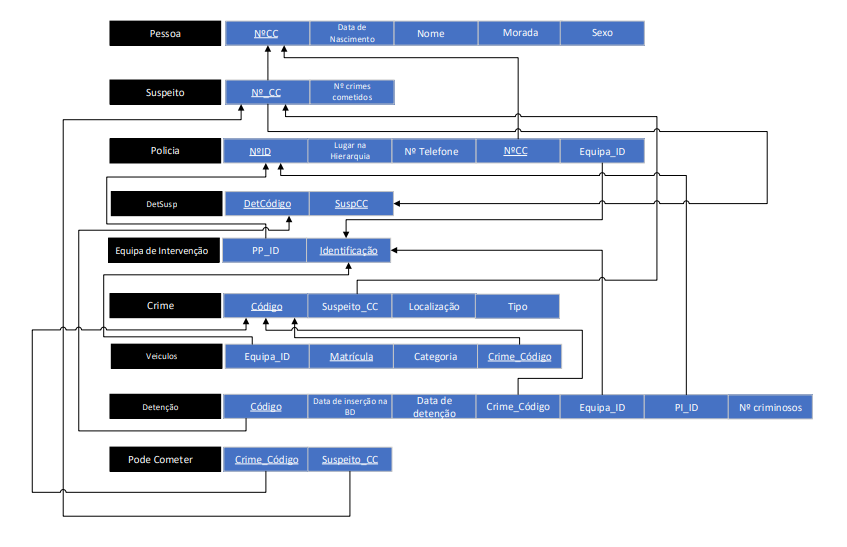 Pessoa NºCC Data de Nascimento Nome Morada Sexo
Suspeito Nº_CC Nº crimes cometidos
Policia NºID Lugar na Hierarquia Nº Telefone NºCC Equipa_ID
DetSusp DetCódigo SuspCC
Equipa de Intervenção PP_ID Identificação
Crime Código Suspeito_CC Localização Tipo
Veiculos Equipa_ID Matrícula Categoria Crime_Código
Detenção Código Data de inserção na BD Data de detenção Crime_Código Equipa_ID PI_ID Nº criminosos
Pode Cometer Crime_Código Suspeito_CC